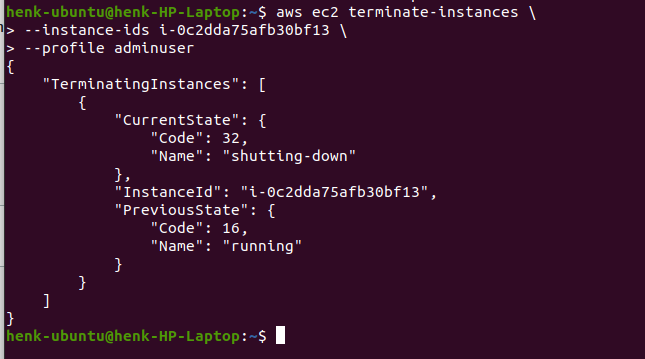 henk-ubuntu@henk-HP-Laptop:~$ aws ec2 terminate-instances \
> --instance-ids i-0c2dda75afb30bf13 \
> --profile adminuser
{
    "TerminatingInstances": [
        {
            "CurrentState": {
                "Code": 32,
                "Name": "shutting-down"
            },
            "InstanceId": "i-0c2dda75afb30bf13",
            "PreviousState": {
                "Code": 16,
                "Name": "running"
            }
        }
    ]
}
henk-ubuntu@henk-HP-Laptop:~$